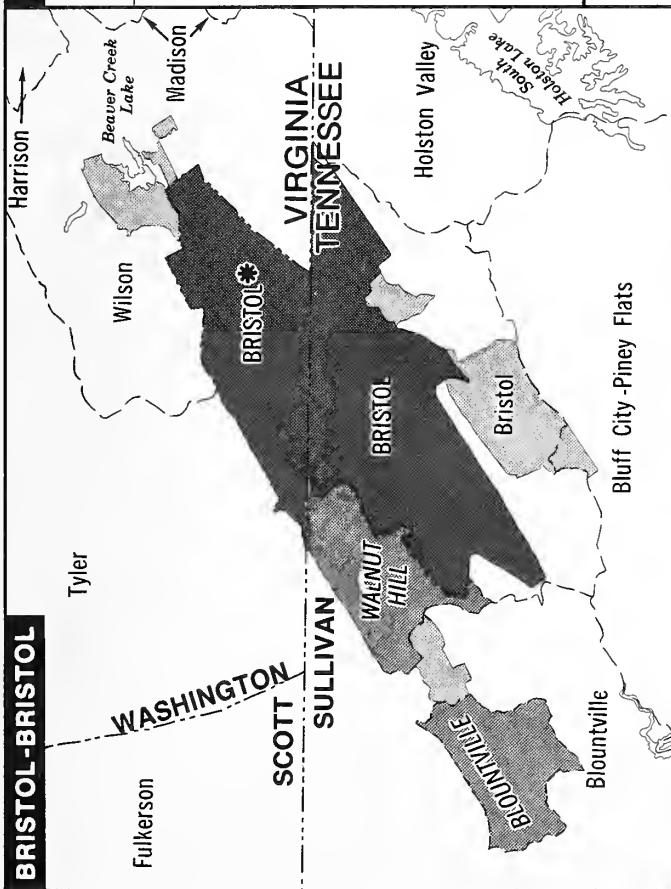 BRISTOL-BRISTOL
Harrison
Madison
Beaver Creek
Lake
Wilson
Tyler
Fulkerson
WASHINGTON
SCOTT
SULLIVAN
VIRGINIA
TENNESSEE
BRISTOL
BRISTOL
Bristol
WALNUT
HILL
BLOUNTVILLE
Blountville
Bluff City-Piney Flats
Holston Valley
South
Holston Lake